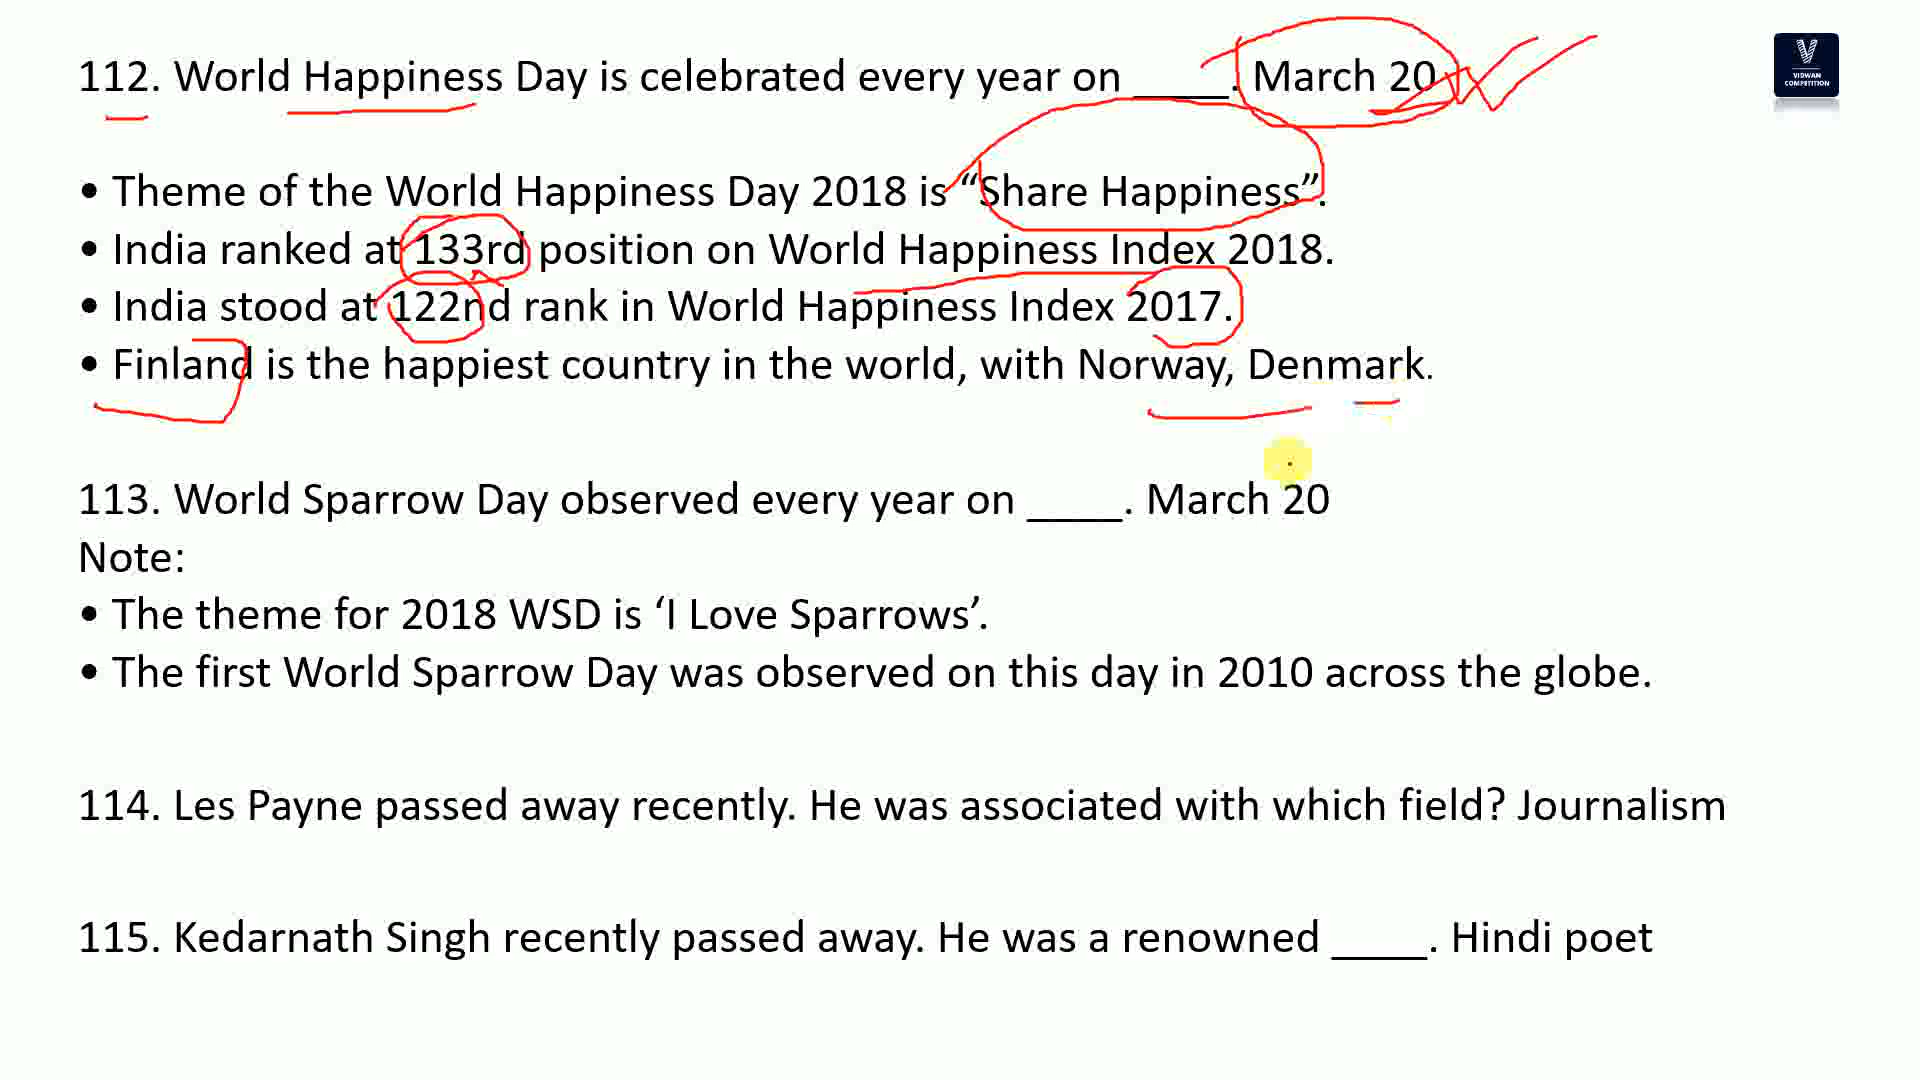 112. World Happiness Day is celebrated every year on ____. March 20
V
VIDWAN
COMPETITION
• Theme of the World Happiness Day 2018 is “Share Happiness”.
• India ranked at 133rd position on World Happiness Index 2018.
• India stood at 122nd rank in World Happiness Index 2017.
• Finland is the happiest country in the world, with Norway, Denmark.
113. World Sparrow Day observed every year on ____. March 20
Note:
• The theme for 2018 WSD is ‘I Love Sparrows’.
• The first World Sparrow Day was observed on this day in 2010 across the globe.
114. Les Payne passed away recently. He was associated with which field? Journalism
115. Kedarnath Singh recently passed away. He was a renowned ____. Hindi poet